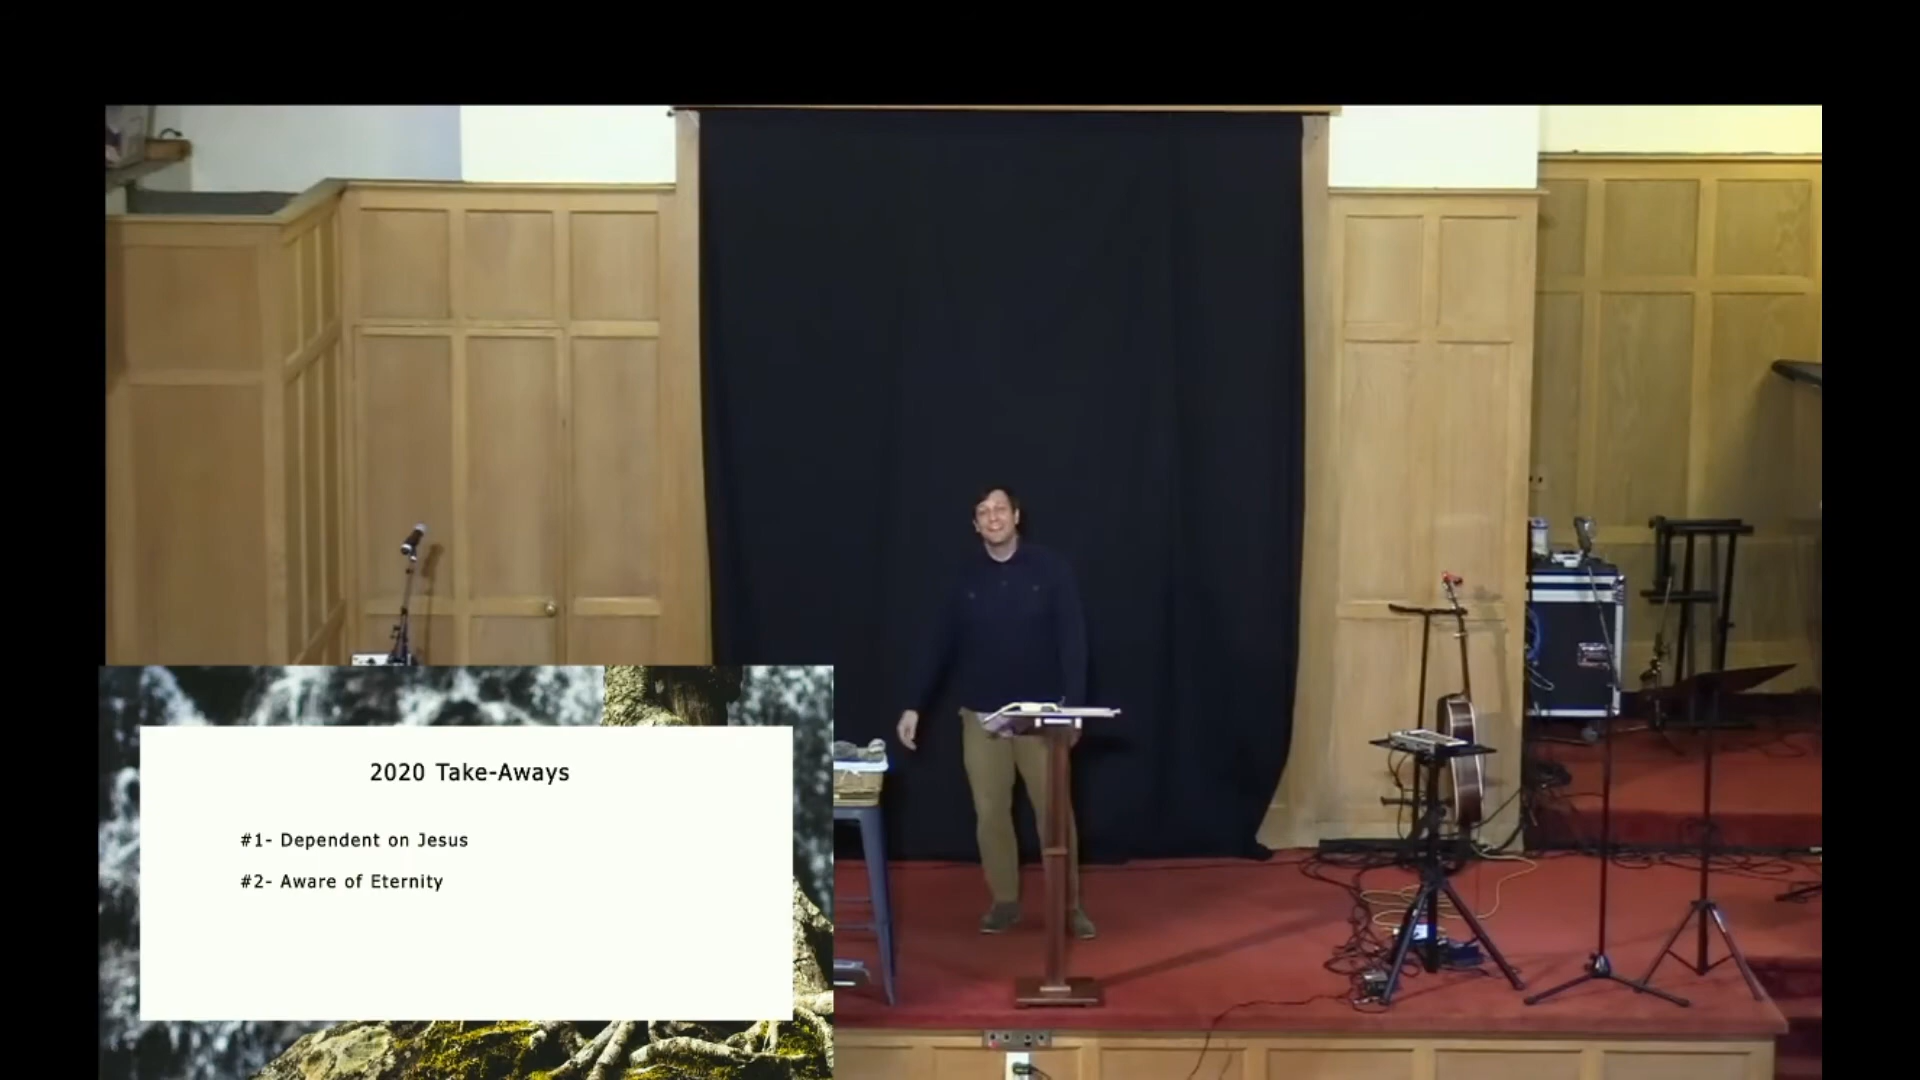 2020 Take-Aways
#1- Dependent on Jesus
#2- Aware of Eternity